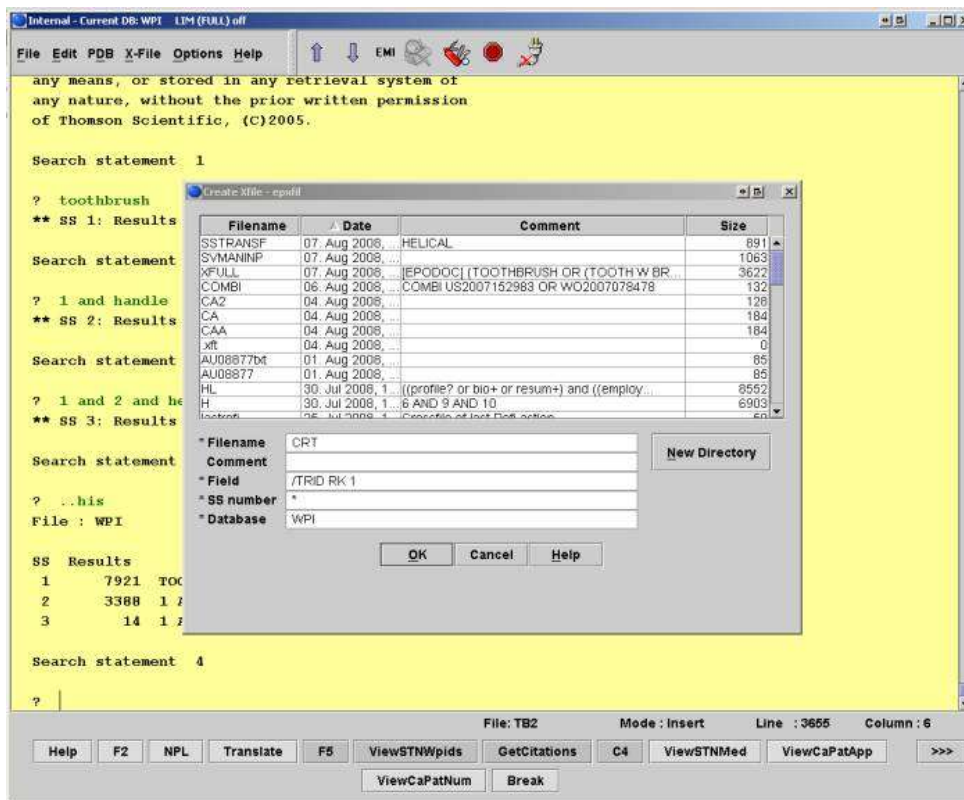 Internal - Current DB: WPI LIM (FULL) off
File Edit PDB X-File Options Help EMI
any means, or stored in any retrieval system of
any nature, without the prior written permission
of Thomson Scientific, (C)2005.
Search statement 1
? toothbrush
** SS 1: Results
Search statement
? 1 and handle
** SS 2: Results
Search statement
? 1 and 2 and he
** SS 3: Results
Search statement
? ..his
File : WPI
SS Results
1 7921 TOO
2 3388 1 A
3 14 1 A
Search statement 4
?
Create Xfile - epidil
Filename Date Comment Size
SSTRANSF 07. Aug 2008, ... HELICAL 891
SVMANINP 07. Aug 2008, ... 1063
XFULL 07. Aug 2008, ... [EPODOC] (TOOTHBRUSH OR (TOOTH W BR... 3622
COMBI 06. Aug 2008, ... COMBI US2007152983 OR WO2007078478 132
CA2 04. Aug 2008, ... 128
CA 04. Aug 2008, ... 184
CAA 04. Aug 2008, ... 184
.xft 04. Aug 2008, ... 0
AU08877txt 01. Aug 2008, ... 85
AU08877 01. Aug 2008, ... 85
HL 30. Jul 2008, 1... ((profile? or bio+ or resum+) and ((employ... 8552
H 30. Jul 2008, 1... 6 AND 9 AND 10 6903
* Filename CRT
Comment
* Field /TRID RK 1
* SS number *
* Database WPI
New Directory
OK Cancel Help
File: TB2 Mode : Insert Line : 3655 Column : 6
Help F2 NPL Translate F5 ViewSTNWpids GetCitations C4 ViewSTNMed ViewCaPatApp >>>
ViewCaPatNum Break